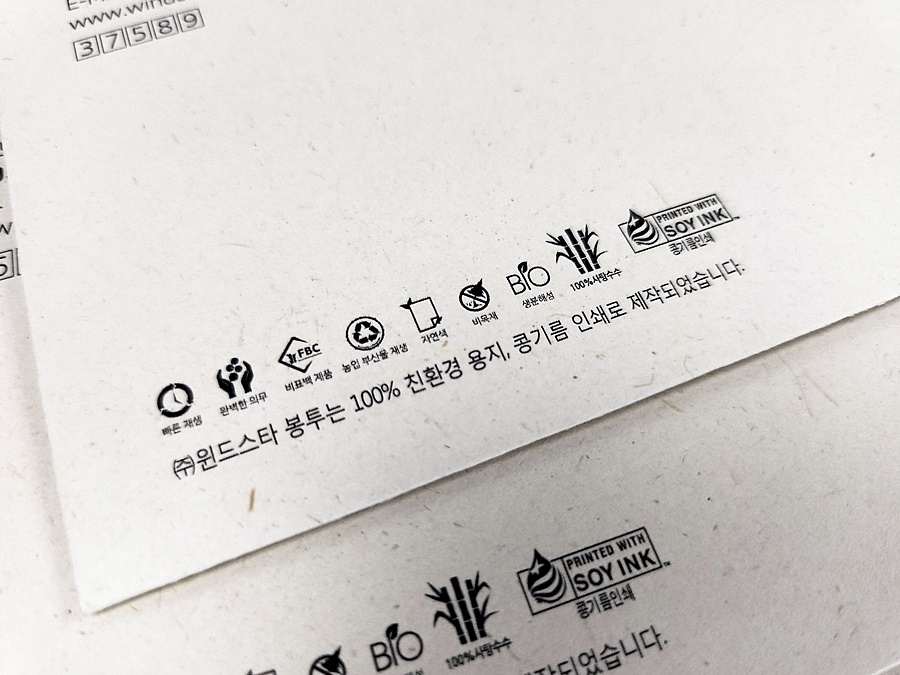 www.wind
37589
빠른 재생
완벽한 의무
FBC
비표백 제품
농입 부산물 재생
자연색
비목재
BIO
생분해성
100%사탕수수
PRINTED WITH
SOY INK™
콩기름인쇄
㈜윈드스타 봉투는 100% 친환경 용지, 콩기름 인쇄로 제작되었습니다.
BIO
100%사탕수수
PRINTED WITH
SOY INK™
콩기름인쇄
제작되었습니다.